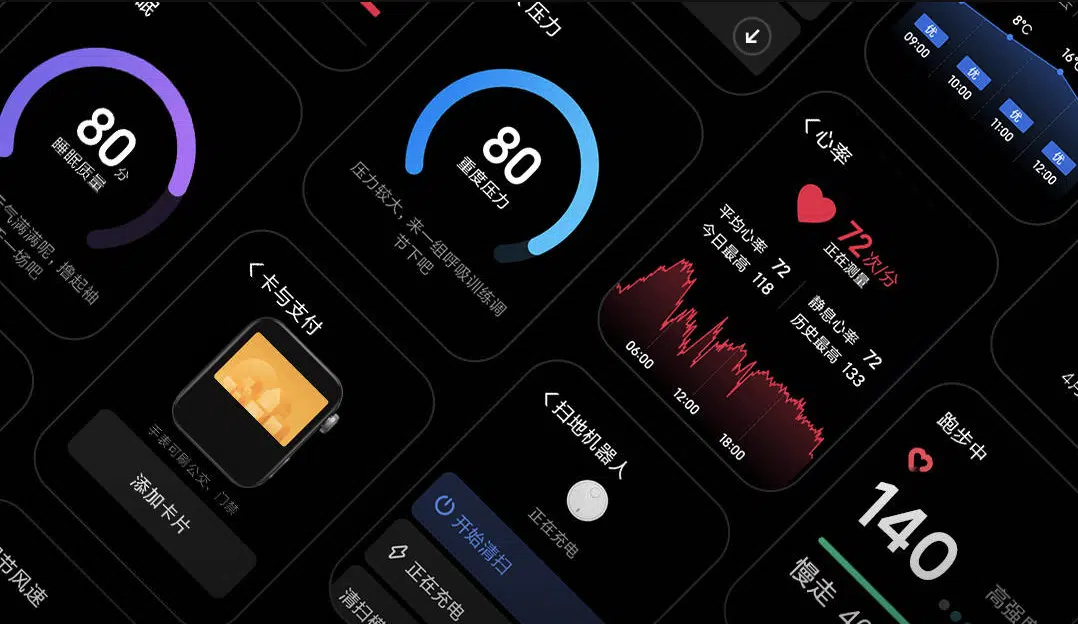 眠
80
分
睡眠质量
气满满呢，撸起袖
一场吧
压力
80
重度压力
压力较大，来一组呼吸训练调
节下吧
8°C
16°C
优
优
优
优
09:00
10:00
11:00
12:00
心率
72次/分
正在测量
平均心率 72
今日最高 118
静息心率 72
历史最高 133
06:00
12:00
18:00
卡与支付
手表可刷公交、门禁
添加卡片
扫地机器人
正在充电
开始清扫
正在充电
清扫模
节风速
跑步中
140
慢走
高强度
4月